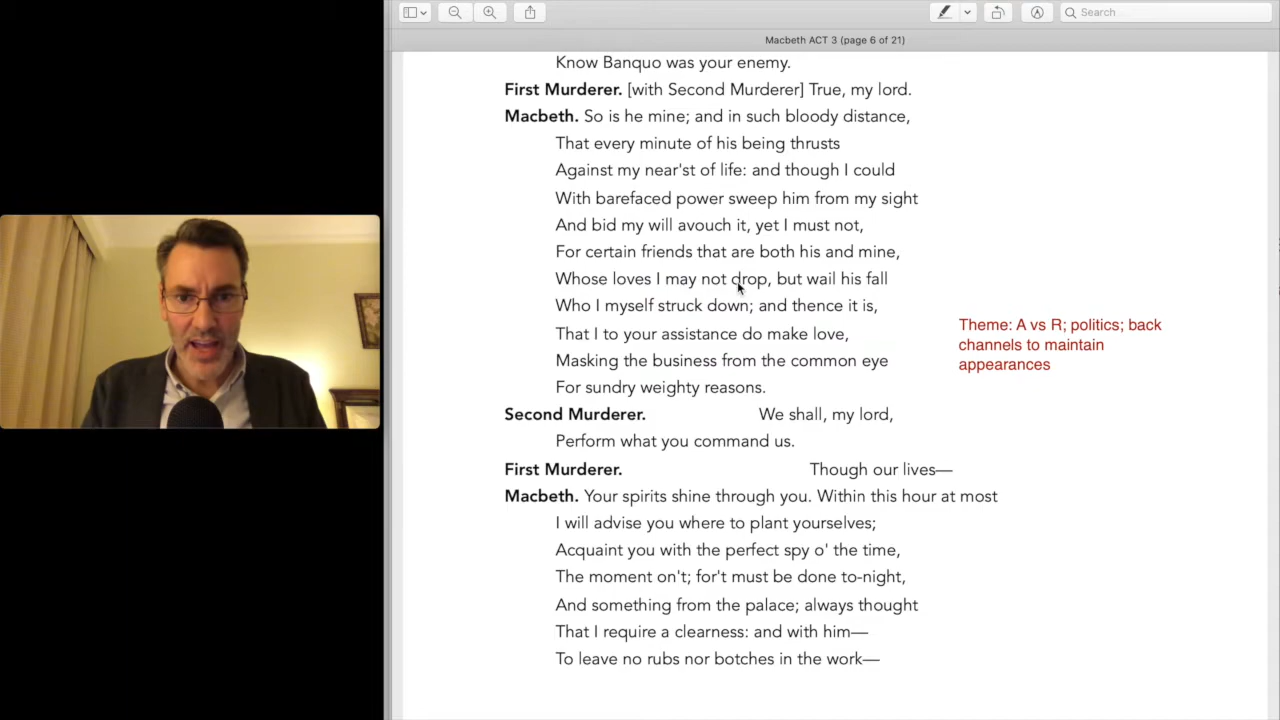 Search...
Macbeth ACT 3 (page 6 of 21)
Know Banquo was your enemy.
First Murderer. [with Second Murderer] True, my lord.
Macbeth. So is he mine; and in such bloody distance,
That every minute of his being thrusts
Against my near'st of life: and though I could
With barefaced power sweep him from my sight
And bid my will avouch it, yet I must not,
For certain friends that are both his and mine,
Whose loves I may not drop, but wail his fall
Who I myself struck down; and thence it is,
That I to your assistance do make love,
Masking the business from the common eye
For sundry weighty reasons.
Theme: A vs R; politics; back
channels to maintain
appearances
Second Murderer. We shall, my lord,
Perform what you command us.
First Murderer. Though our lives—
Macbeth. Your spirits shine through you. Within this hour at most
I will advise you where to plant yourselves;
Acquaint you with the perfect spy o' the time,
The moment on't; for't must be done to-night,
And something from the palace; always thought
That I require a clearness: and with him—
To leave no rubs nor botches in the work—